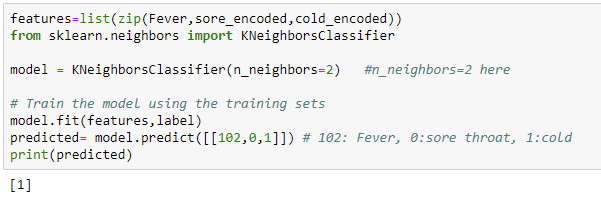 features=list(zip(Fever,sore_encoded,cold_encoded))
from sklearn.neighbors import KNeighborsClassifier
model = KNeighborsClassifier(n_neighbors=2)   #n_neighbors=2 here
# Train the model using the training sets
model.fit(features,label)
predicted= model.predict([[102,0,1]]) # 102: Fever, 0:sore throat, 1:cold
print(predicted)
[1]